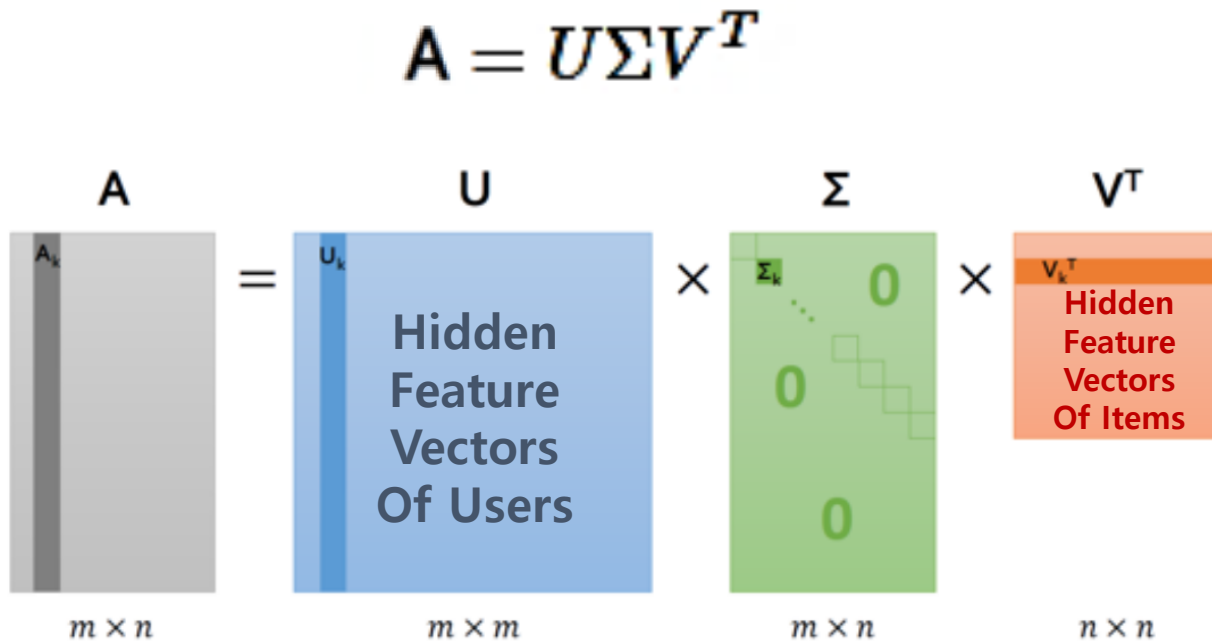 A = UΣV^T
A U Σ V^T
A_k = U_k × Σ_k 0 × V_k^T
Hidden
Feature
Vectors
Of Users
0
0
Hidden
Feature
Vectors
Of Items
m × n m × m m × n n × n